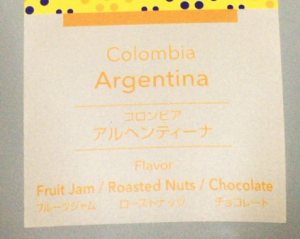 Colombia
Argentina
コロンビア
アルヘンティーナ
Flavor
Fruit Jam / Roasted Nuts / Chocolate
フルーツジャム ローストナッツ チョコレート